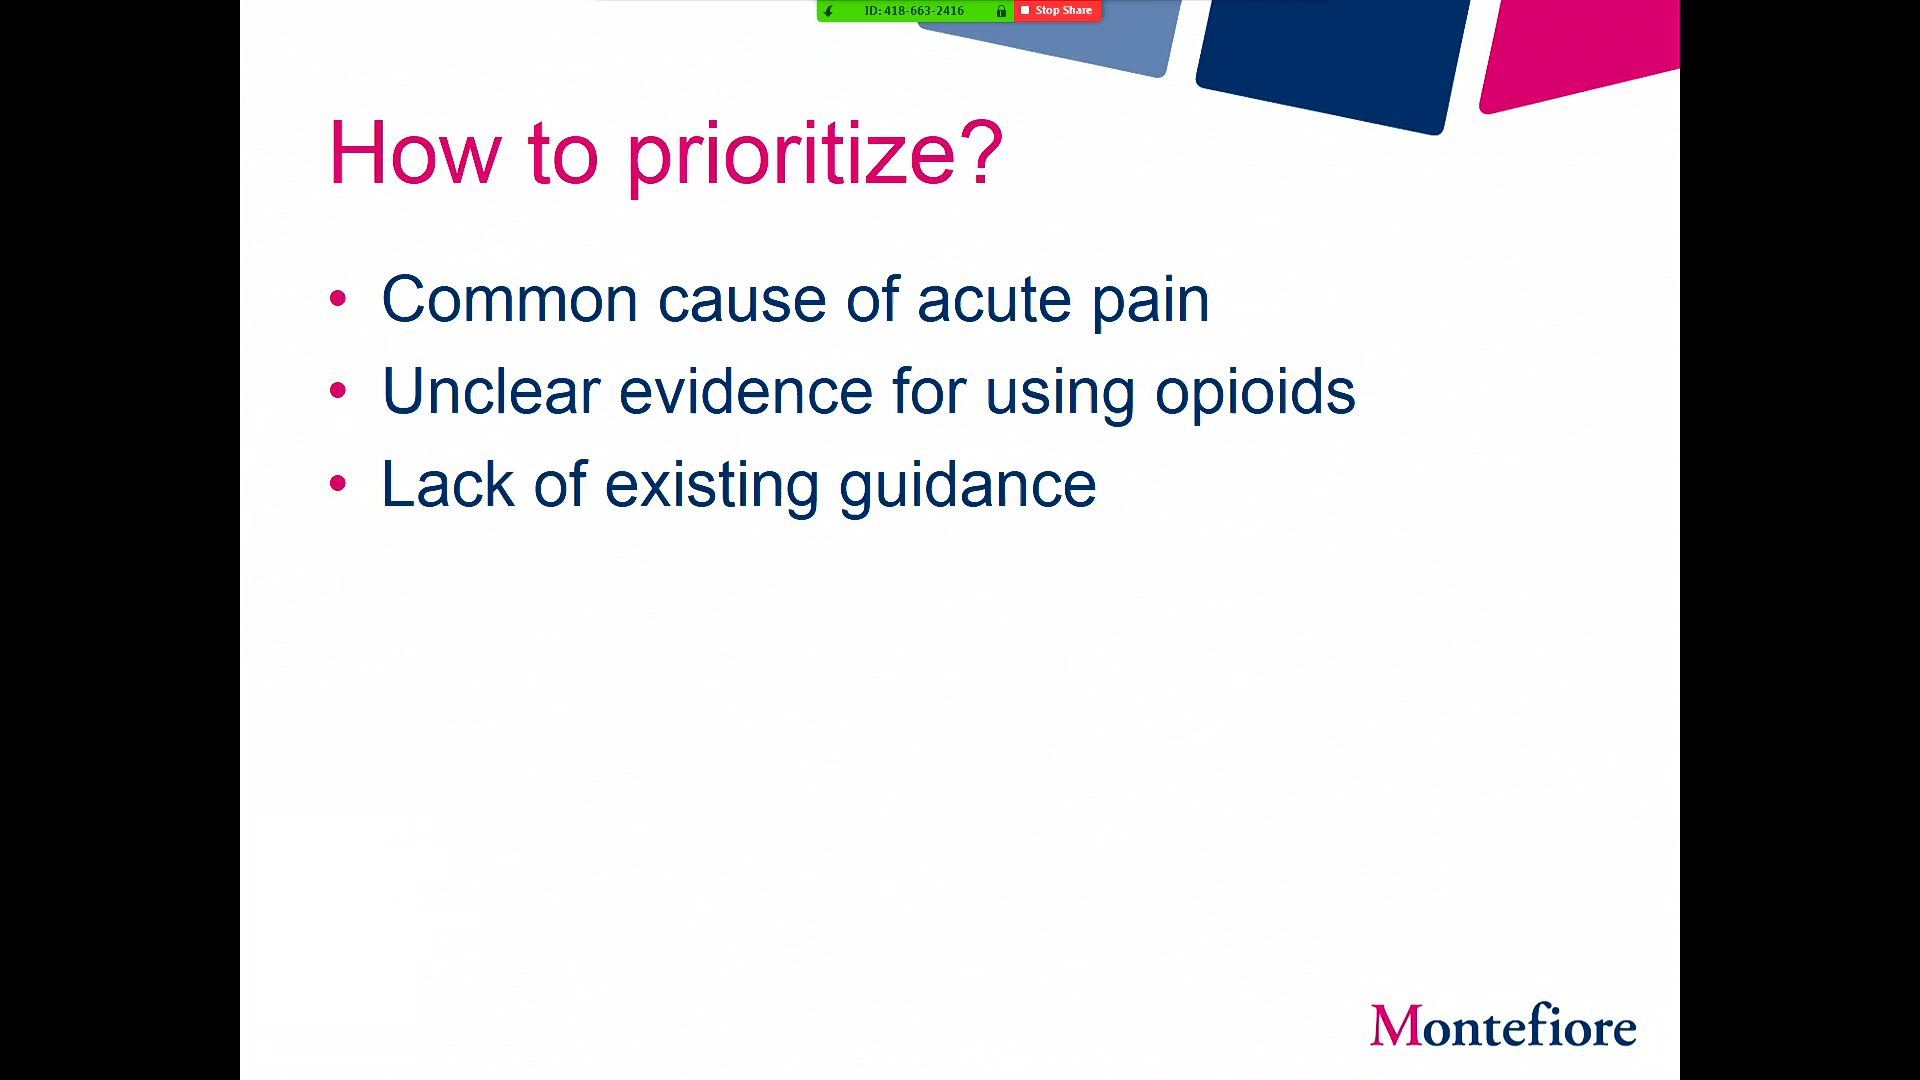 ID: 418-663-2416 Stop Share
How to prioritize?
• Common cause of acute pain
• Unclear evidence for using opioids
• Lack of existing guidance
Montefiore